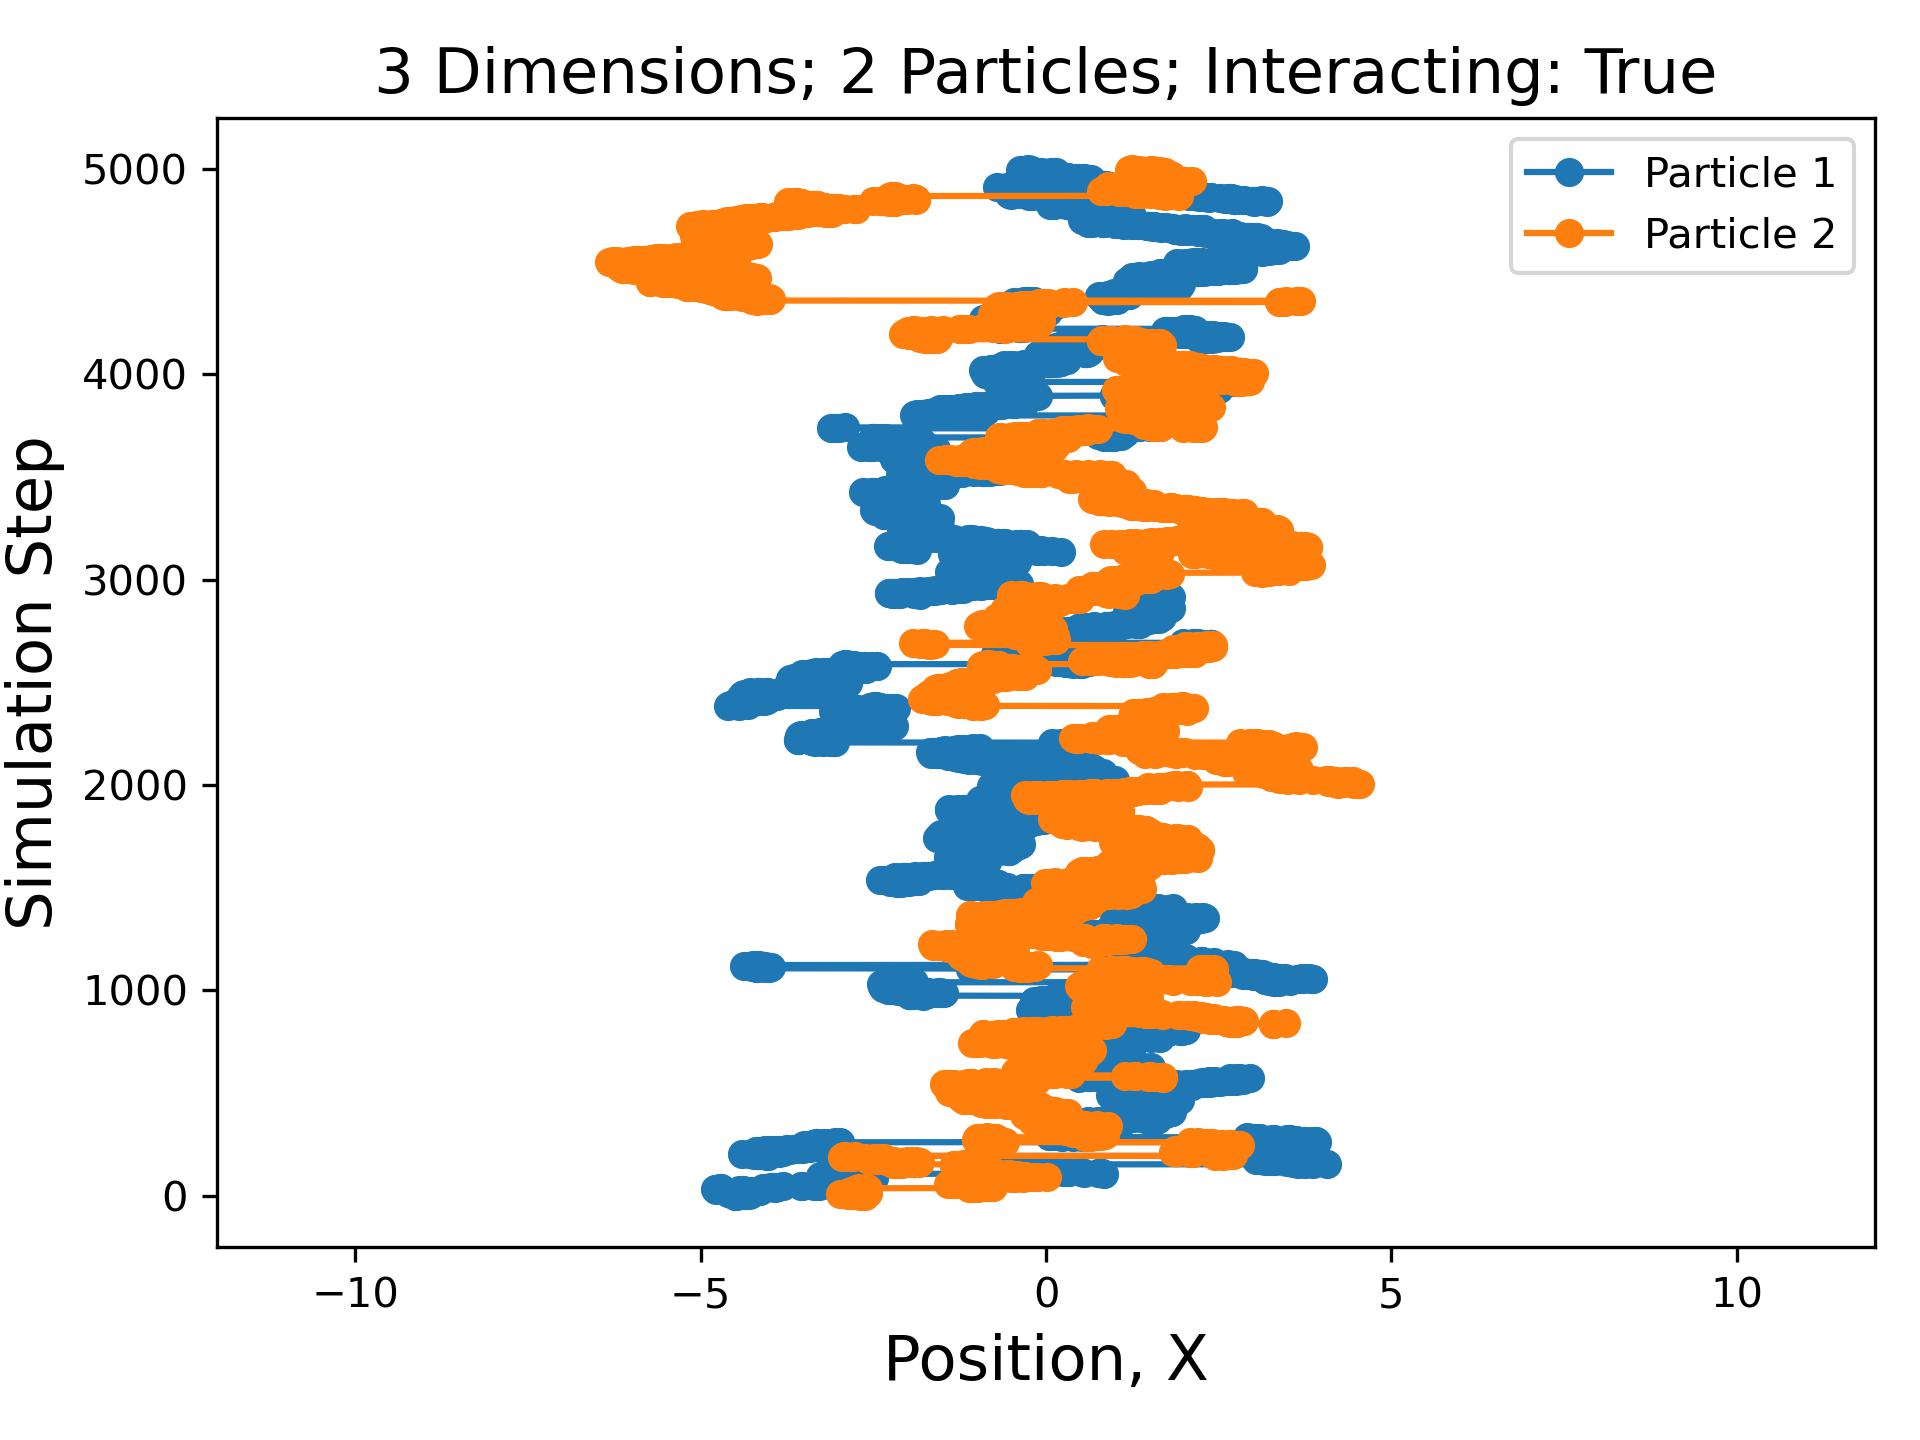 3 Dimensions; 2 Particles; Interacting: True
Particle 1
Particle 2
5000
4000
3000
2000
1000
0
Simulation Step
−10
−5
0
5
10
Position, X